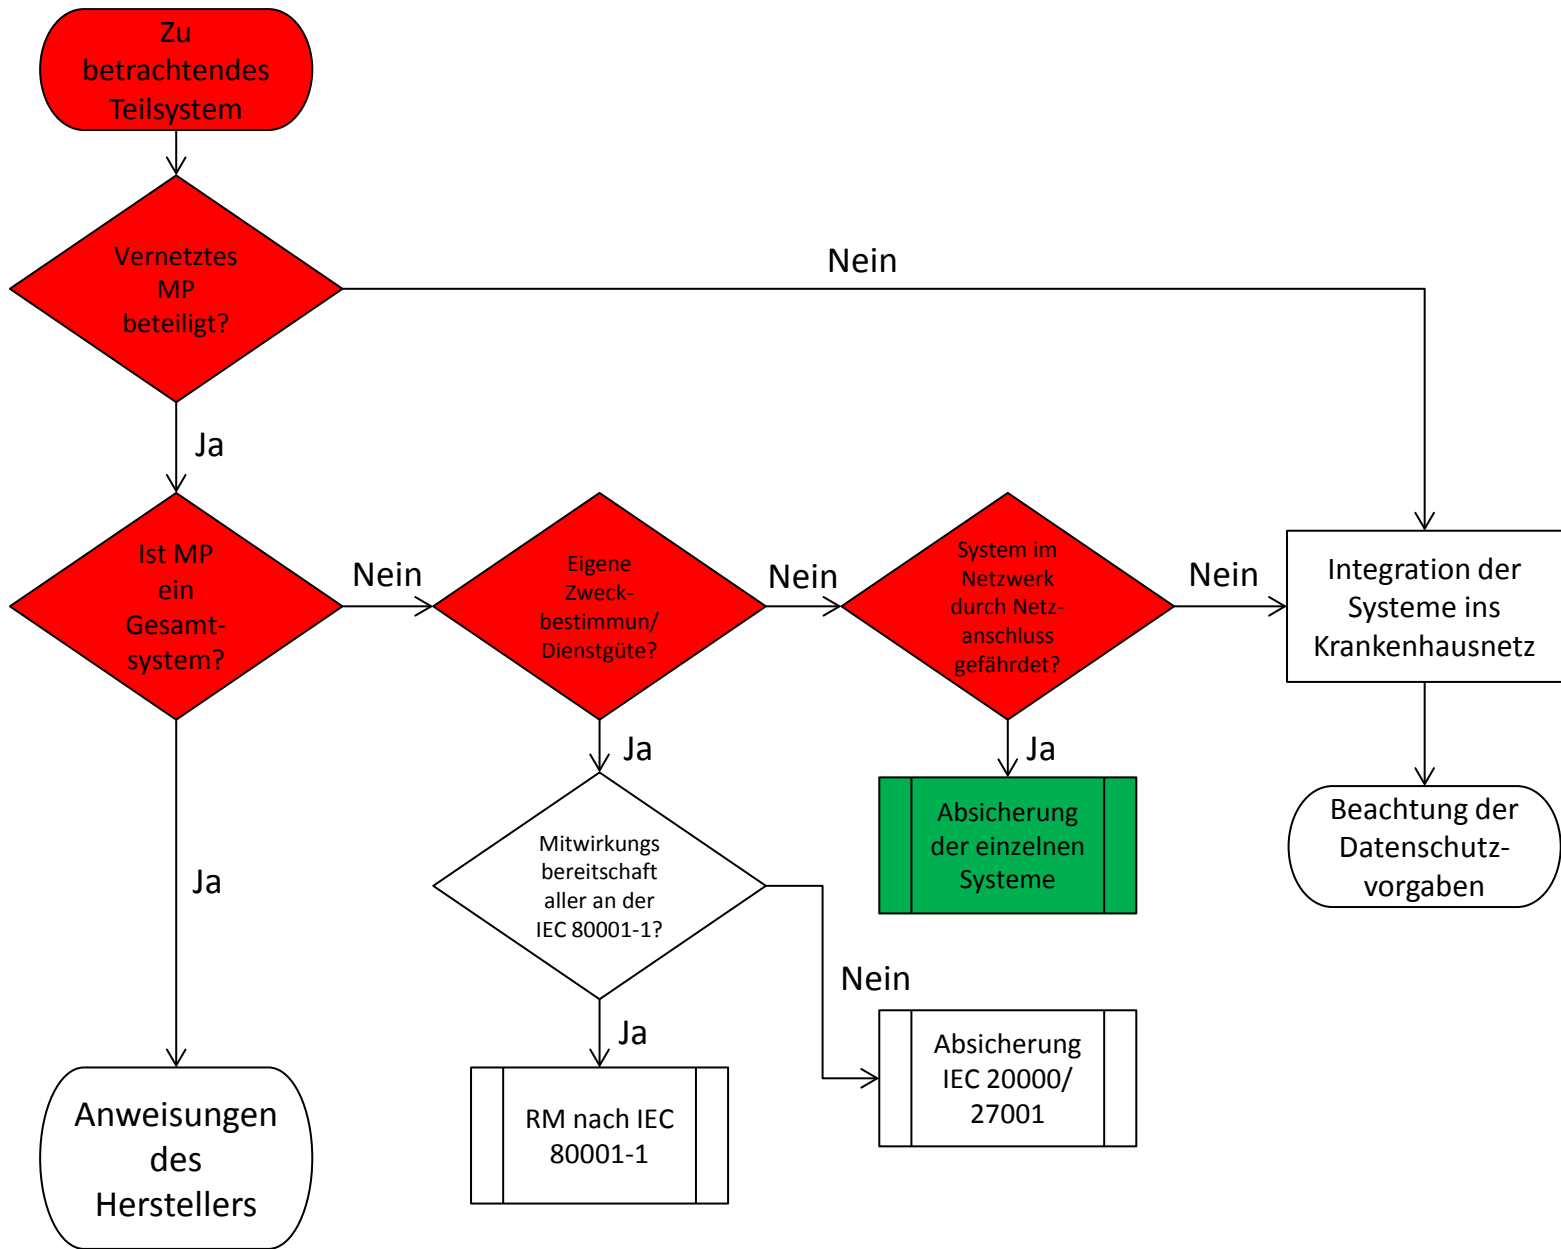 Zu
betrachtendes
Teilsystem
Vernetztes
MP
beteiligt?
Nein
Ja
Ist MP
ein
Gesamt-
system?
Nein
Eigene
Zweck-
bestimmun/
Dienstgüte?
Nein
System im
Netzwerk
durch Netz-
anschluss
gefährdet?
Nein
Integration der
Systeme ins
Krankenhausnetz
Ja
Ja
Ja
Mitwirkungs
bereitschaft
aller an der
IEC 80001-1?
Absicherung
der einzelnen
Systeme
Beachtung der
Datenschutz-
vorgaben
Nein
Ja
Anweisungen
des
Herstellers
RM nach IEC
80001-1
Absicherung
IEC 20000/
27001